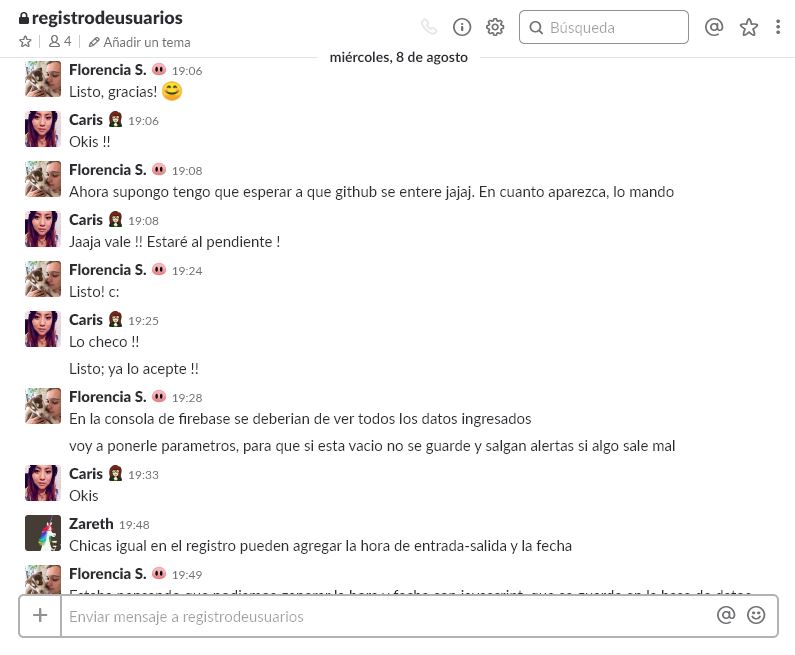 registrodeusuarios
4
Añadir un tema
Búsqueda
miércoles, 8 de agosto
Florencia S. 19:06
Listo, gracias! 😊
Caris 19:06
Okis !!
Florencia S. 19:08
Ahora supongo tengo que esperar a que github se entere jajaj. En cuanto aparezca, lo mando
Caris 19:08
Jaaja vale !! Estaré al pendiente !
Florencia S. 19:24
Listo! c:
Caris 19:25
Lo checo !!
Listo; ya lo acepte !!
Florencia S. 19:28
En la consola de firebase se deberian de ver todos los datos ingresados
voy a ponerle parametros, para que si esta vacio no se guarde y salgan alertas si algo sale mal
Caris 19:33
Okis
Zareth 19:48
Chicas igual en el registro pueden agregar la hora de entrada-salida y la fecha
Florencia S. 19:49
Enviar mensaje a registrodeusuarios